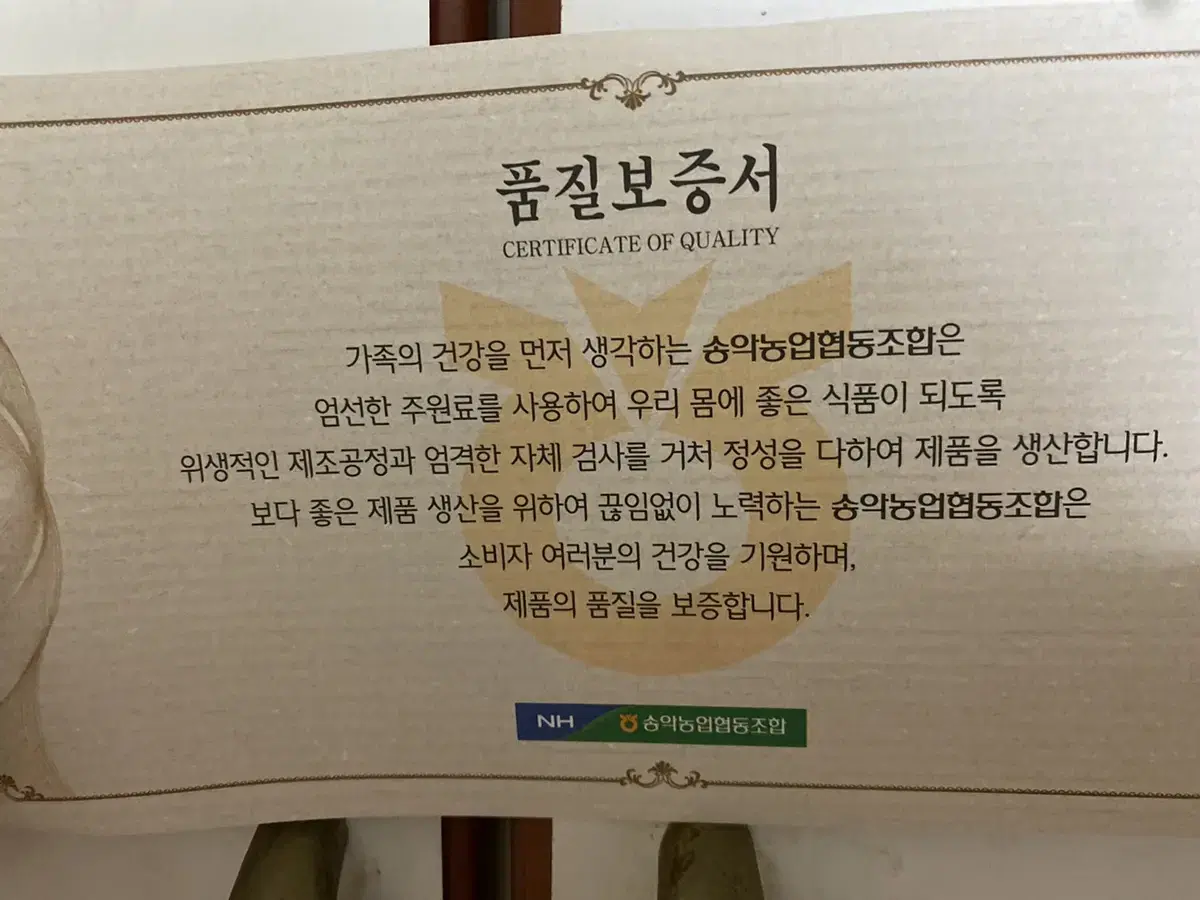 품질보증서
CERTIFICATE OF QUALITY
가족의 건강을 먼저 생각하는 송악농업협동조합은
엄선한 주원료를 사용하여 우리 몸에 좋은 식품이 되도록
위생적인 제조공정과 엄격한 자체 검사를 거처 정성을 다하여 제품을 생산합니다.
보다 좋은 제품 생산을 위하여 끊임없이 노력하는 송악농업협동조합은
소비자 여러분의 건강을 기원하며,
제품의 품질을 보증합니다.
NH 송악농업협동조합